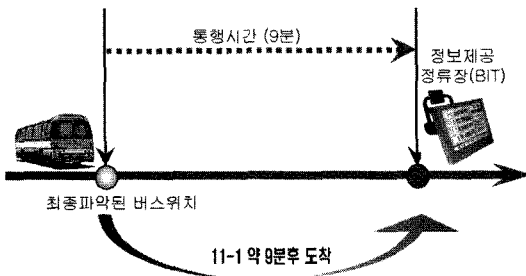 통행시간 (9분)
정보제공
정류장(BIT)
최종파악된 버스위치
11-1 약 9분후 도착